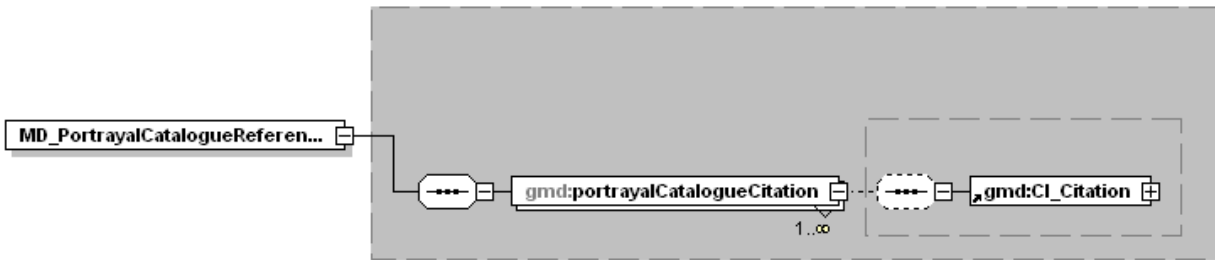 MD_PortrayalCatalogueReferen...
gmd:portrayalCatalogueCitation
gmd:CI_Citation
1..∞